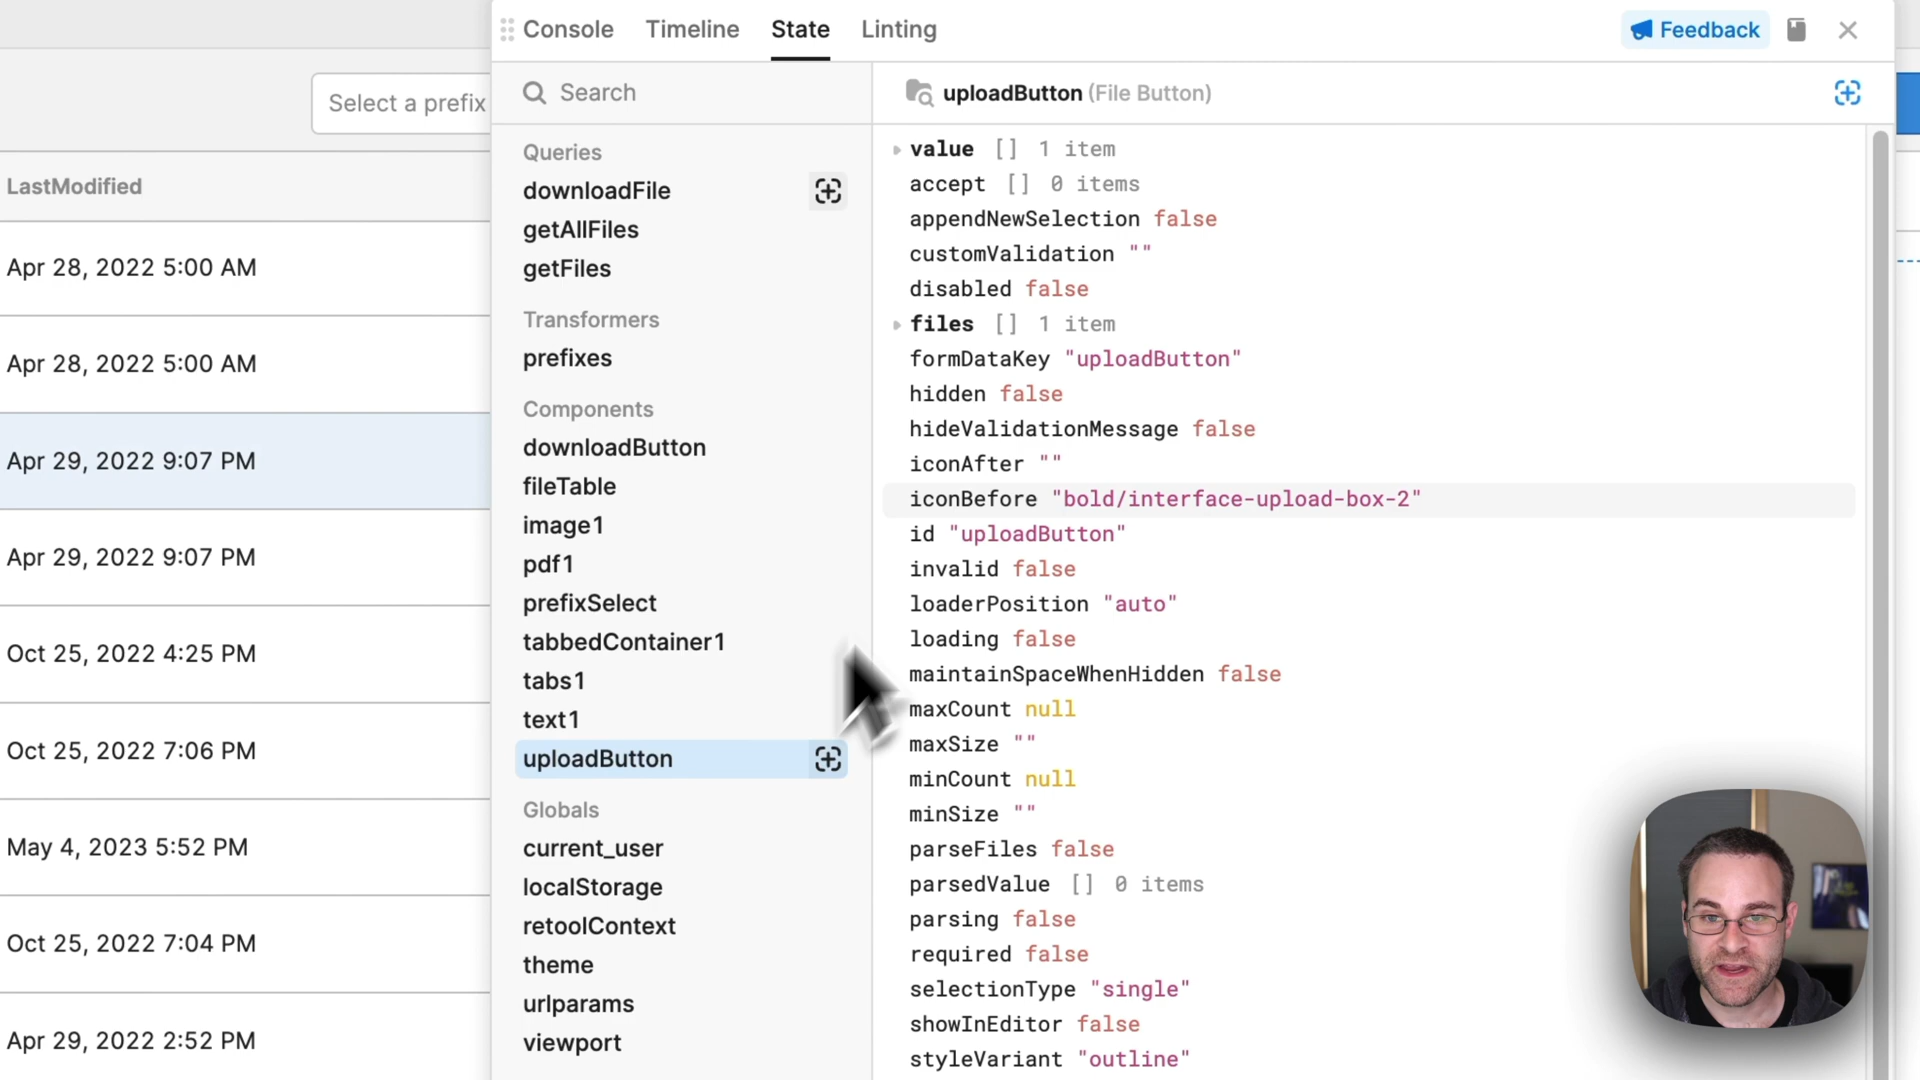 Console
Timeline
State
Linting
Feedback
Select a prefix
Search
uploadButton (File Button)
LastModified
Apr 28, 2022 5:00 AM
Apr 28, 2022 5:00 AM
Apr 29, 2022 9:07 PM
Apr 29, 2022 9:07 PM
Oct 25, 2022 4:25 PM
Oct 25, 2022 7:06 PM
May 4, 2023 5:52 PM
Oct 25, 2022 7:04 PM
Apr 29, 2022 2:52 PM
Queries
downloadFile
getAllFiles
getFiles
Transformers
prefixes
Components
downloadButton
fileTable
image1
pdf1
prefixSelect
tabbedContainer1
tabs1
text1
uploadButton
Globals
current_user
localStorage
retoolContext
theme
urlparams
viewport
value [] 1 item
accept [] 0 items
appendNewSelection false
customValidation ""
disabled false
files [] 1 item
formDataKey "uploadButton"
hidden false
hideValidationMessage false
iconAfter ""
iconBefore "bold/interface-upload-box-2"
id "uploadButton"
invalid false
loaderPosition "auto"
loading false
maintainSpaceWhenHidden false
maxCount null
maxSize ""
minCount null
minSize ""
parseFiles false
parsedValue [] 0 items
parsing false
required false
selectionType "single"
showInEditor false
styleVariant "outline"